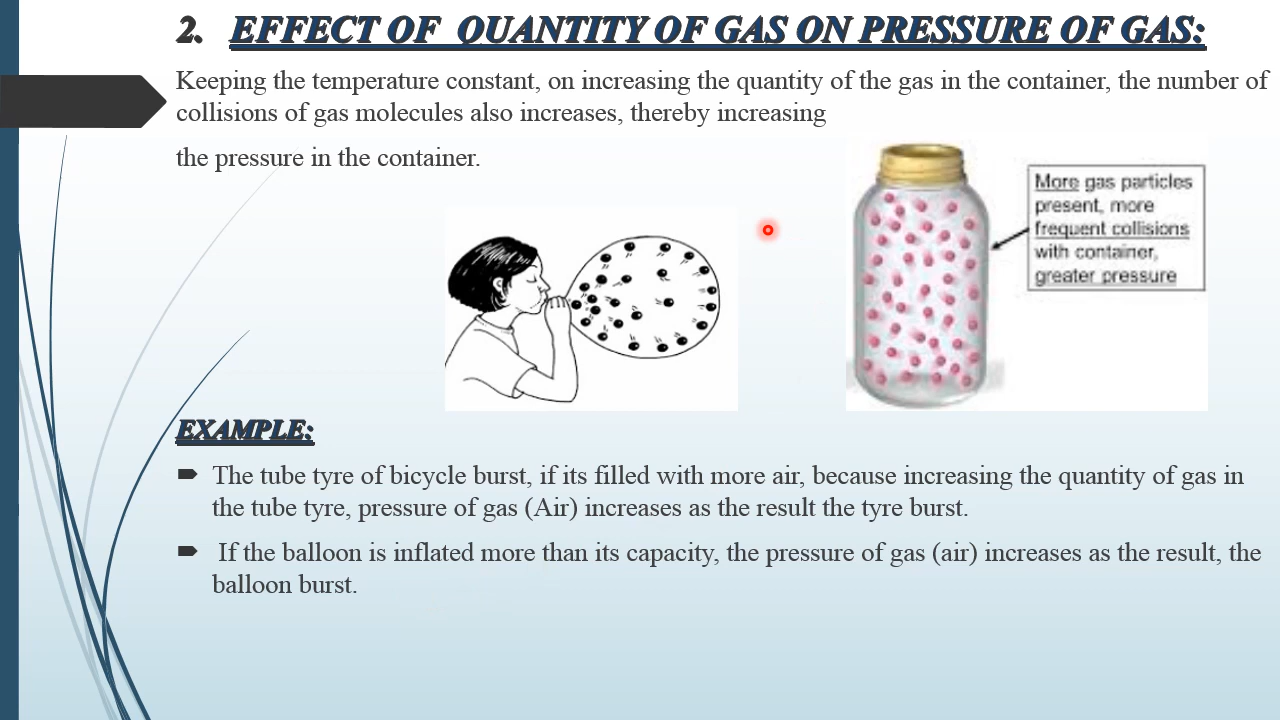 2. EFFECT OF QUANTITY OF GAS ON PRESSURE OF GAS:
Keeping the temperature constant, on increasing the quantity of the gas in the container, the number of
collisions of gas molecules also increases, thereby increasing
the pressure in the container.
More gas particles
present, more
frequent collisions
with container,
greater pressure
EXAMPLE:
The tube tyre of bicycle burst, if its filled with more air, because increasing the quantity of gas in
the tube tyre, pressure of gas (Air) increases as the result the tyre burst.
If the balloon is inflated more than its capacity, the pressure of gas (air) increases as the result, the
balloon burst.